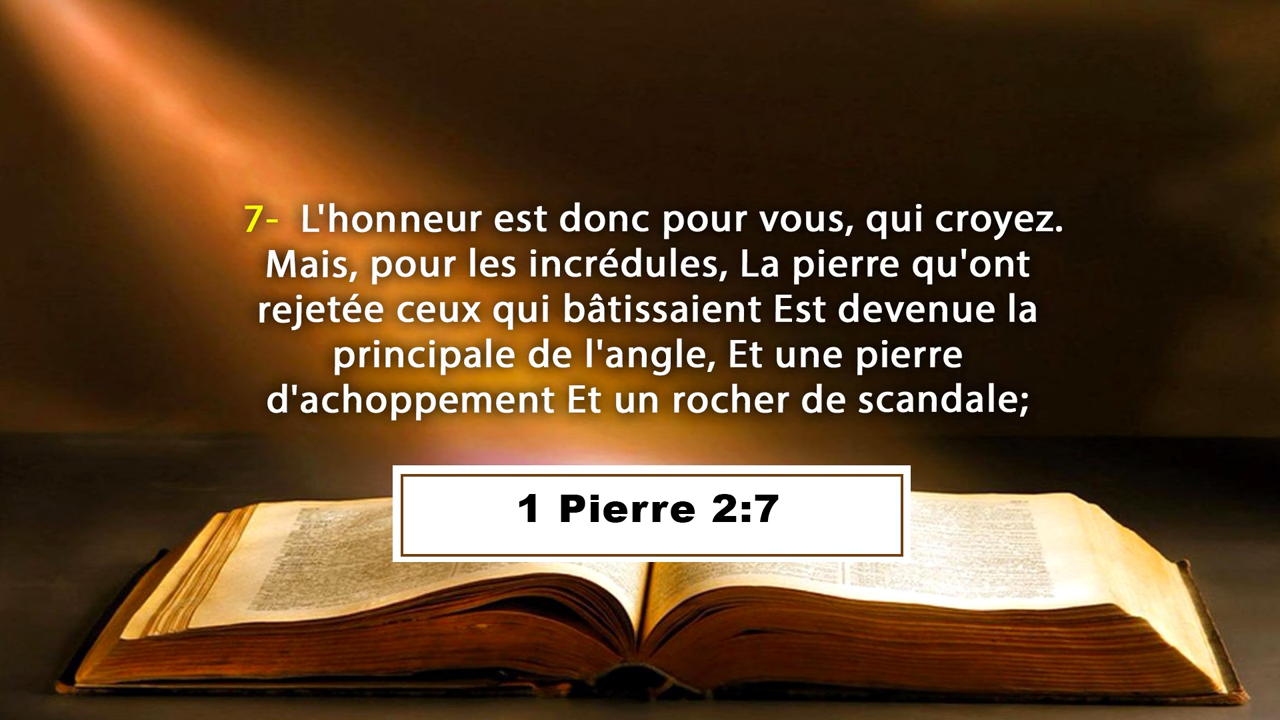 7- L'honneur est donc pour vous, qui croyez.
Mais, pour les incrédules, La pierre qu'ont
rejetée ceux qui bâtissaient Est devenue la
principale de l'angle, Et une pierre
d'achoppement Et un rocher de scandale;
1 Pierre 2:7